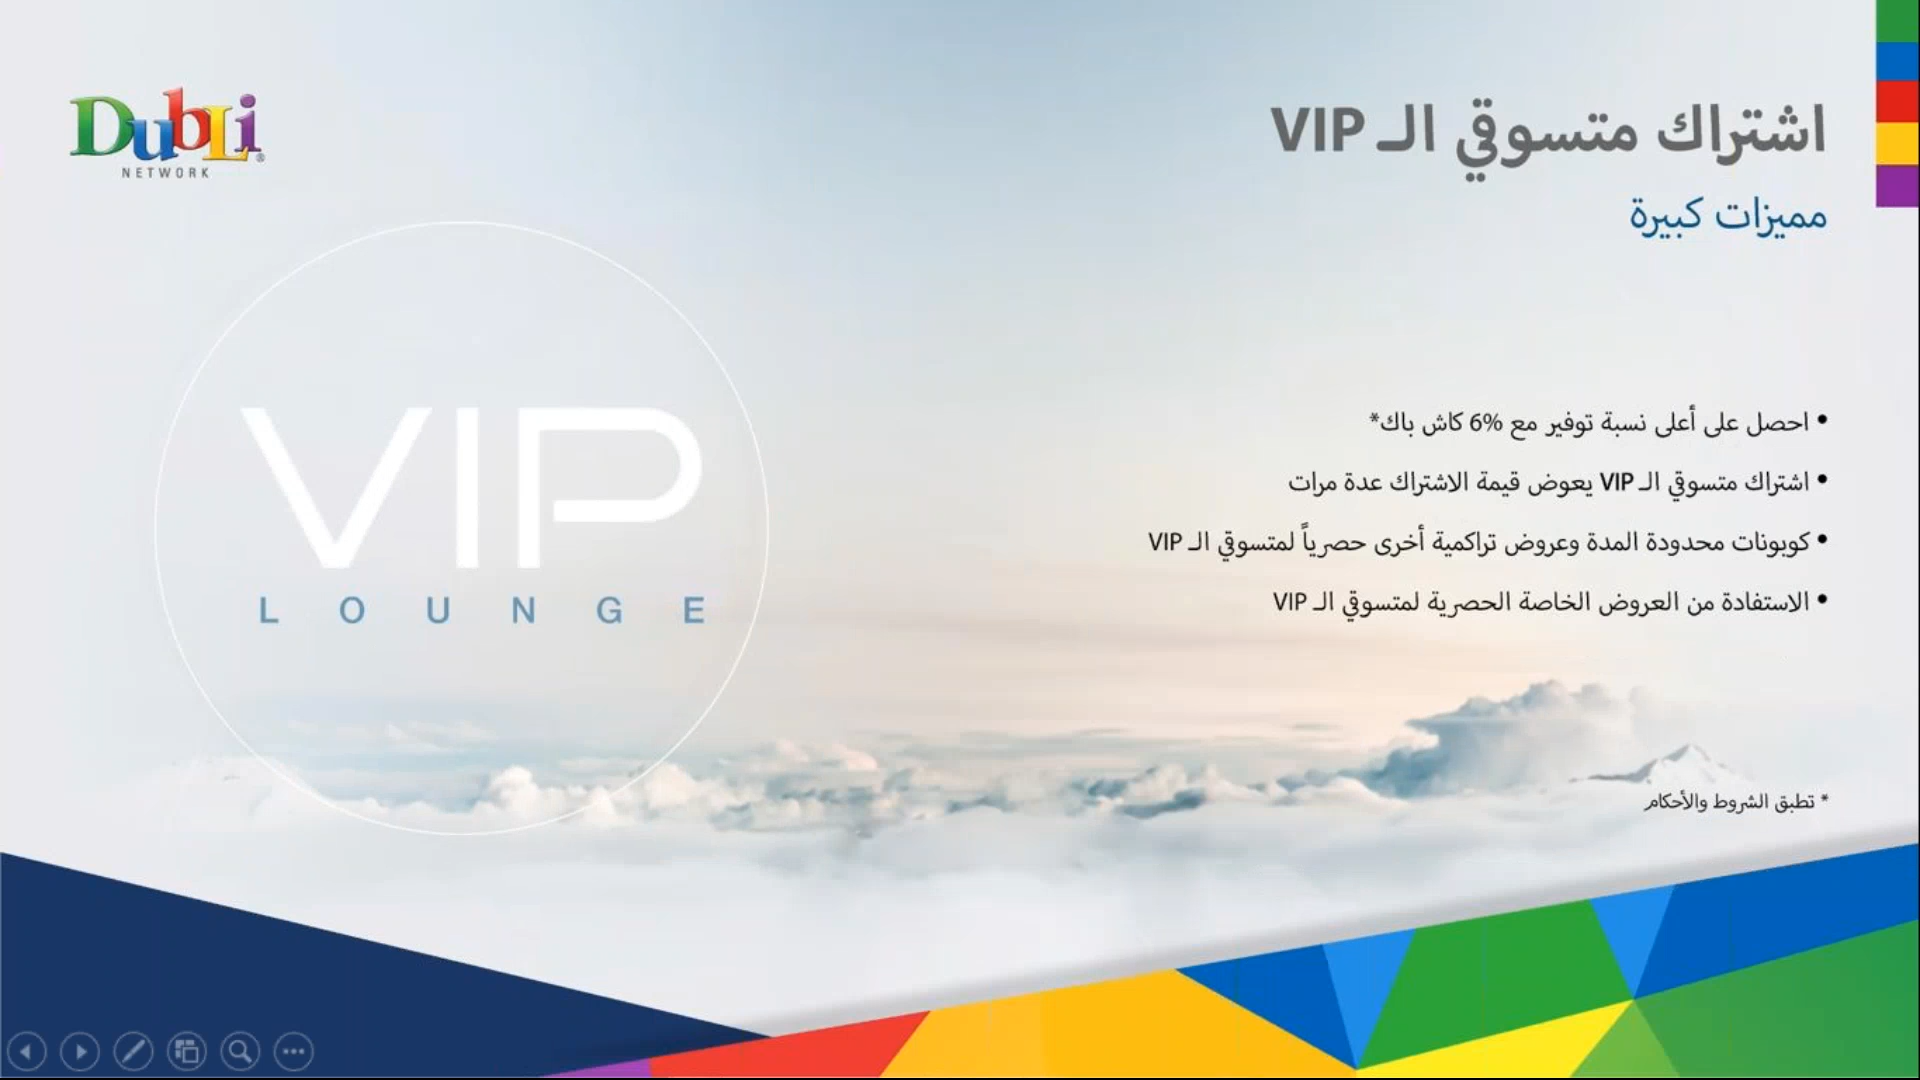 DubLi
NETWORK
اشتراك متسوقي الـ VIP
مميزات كبيرة
VIP
LOUNGE
• احصل على أعلى نسبة توفير مع 6% كاش باك*
• اشتراك متسوقي الـ VIP يعوض قيمة الاشتراك عدة مرات
• كوبونات محدودة المدة وعروض تراكمية أخرى حصرياً لمتسوقي الـ VIP
• الاستفادة من العروض الخاصة الحصرية لمتسوقي الـ VIP
* تطبق الشروط والأحكام